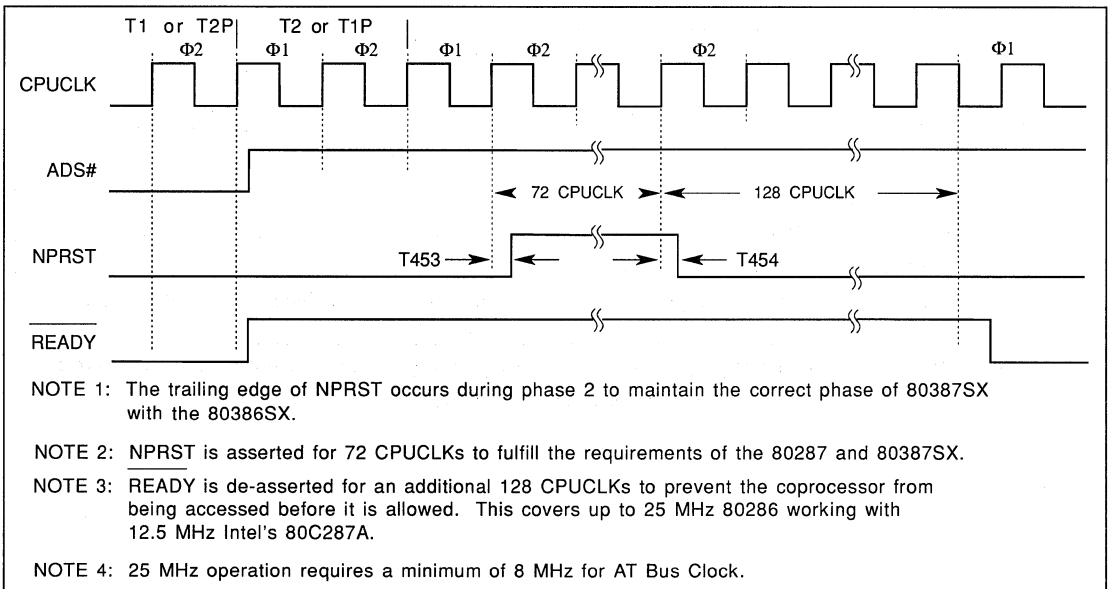 T1 or T2P T2 or T1P
Φ2 Φ1 Φ2 Φ1 Φ2 Φ2 Φ1
CPUCLK
ADS#
72 CPUCLK 128 CPUCLK
NPRST
T453 T454
READY
NOTE 1: The trailing edge of NPRST occurs during phase 2 to maintain the correct phase of 80387SX
with the 80386SX.
NOTE 2: NPRST is asserted for 72 CPUCLKs to fulfill the requirements of the 80287 and 80387SX.
NOTE 3: READY is de-asserted for an additional 128 CPUCLKs to prevent the coprocessor from
being accessed before it is allowed. This covers up to 25 MHz 80286 working with
12.5 MHz Intel's 80C287A.
NOTE 4: 25 MHz operation requires a minimum of 8 MHz for AT Bus Clock.